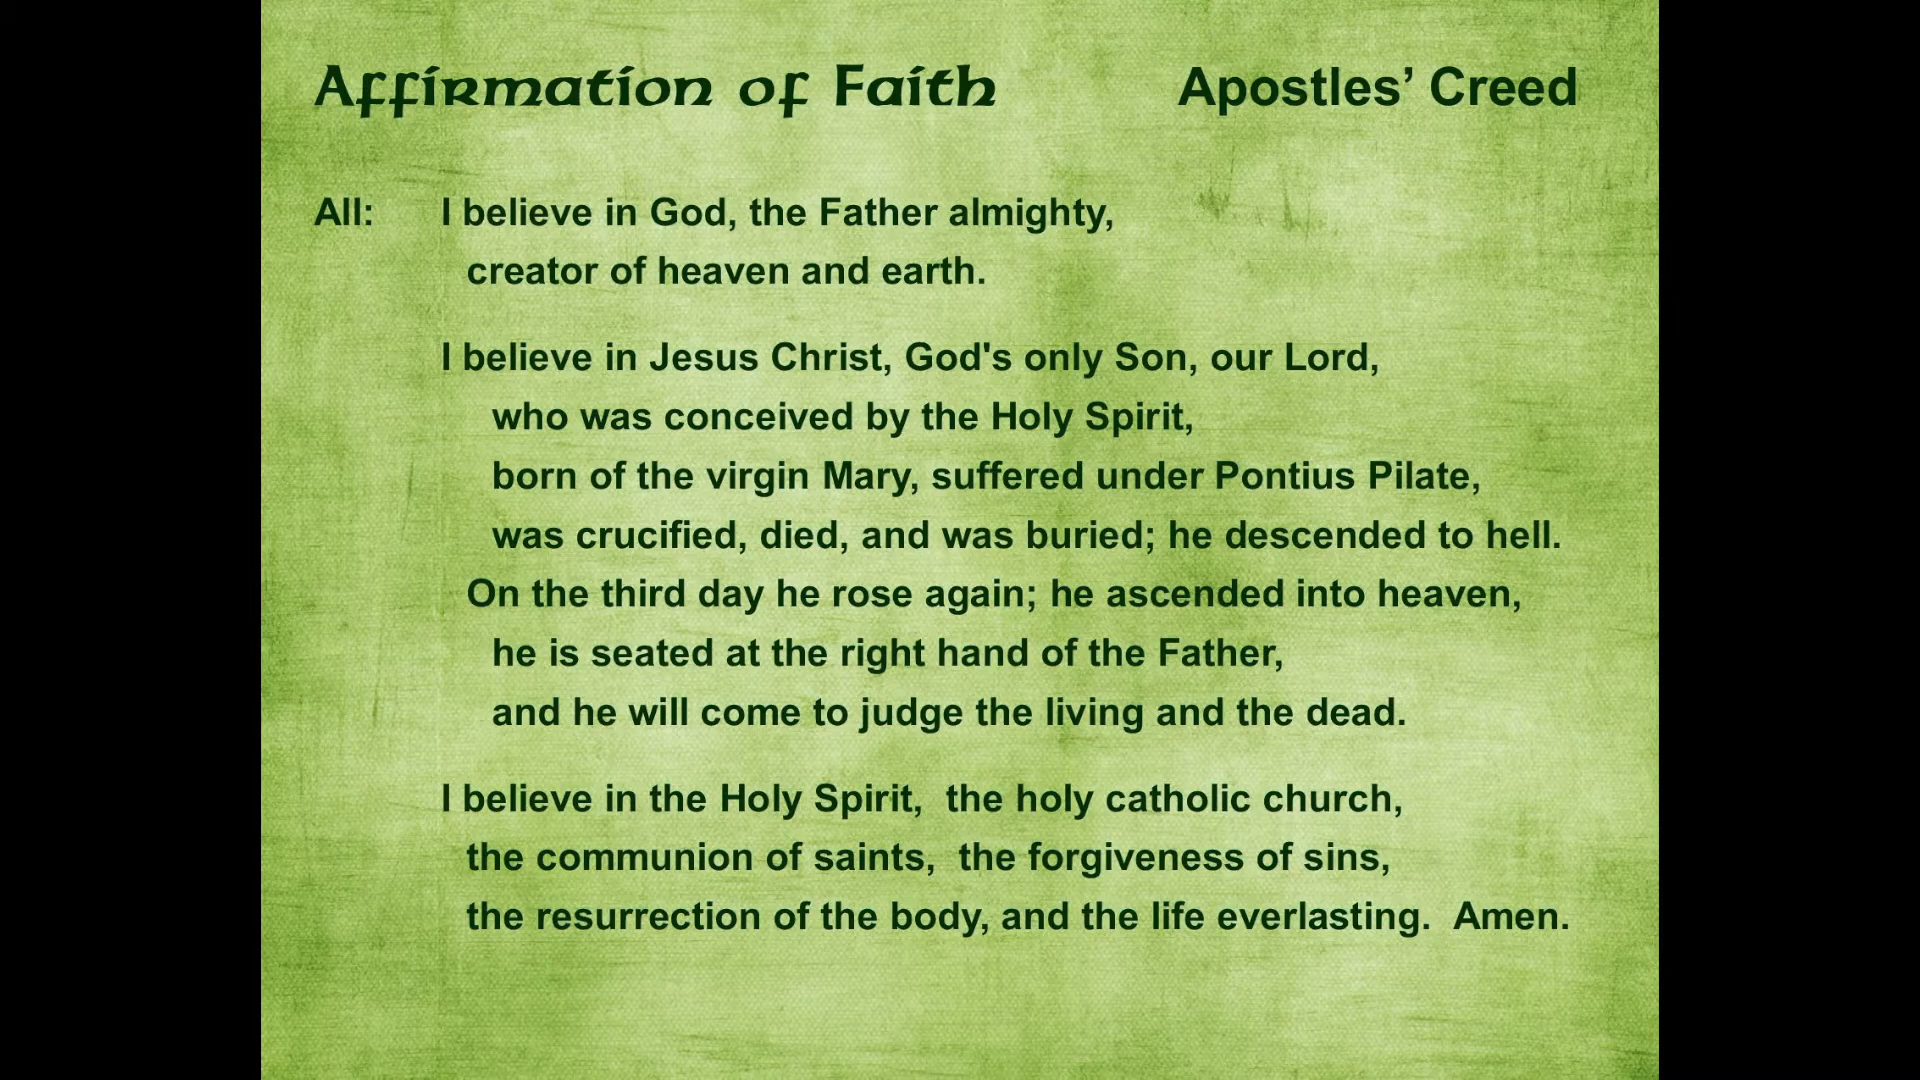 Affirmation of Faith Apostles’ Creed
All: I believe in God, the Father almighty,
creator of heaven and earth.
I believe in Jesus Christ, God's only Son, our Lord,
who was conceived by the Holy Spirit,
born of the virgin Mary, suffered under Pontius Pilate,
was crucified, died, and was buried; he descended to hell.
On the third day he rose again; he ascended into heaven,
he is seated at the right hand of the Father,
and he will come to judge the living and the dead.
I believe in the Holy Spirit,  the holy catholic church,
the communion of saints,  the forgiveness of sins,
the resurrection of the body, and the life everlasting.  Amen.